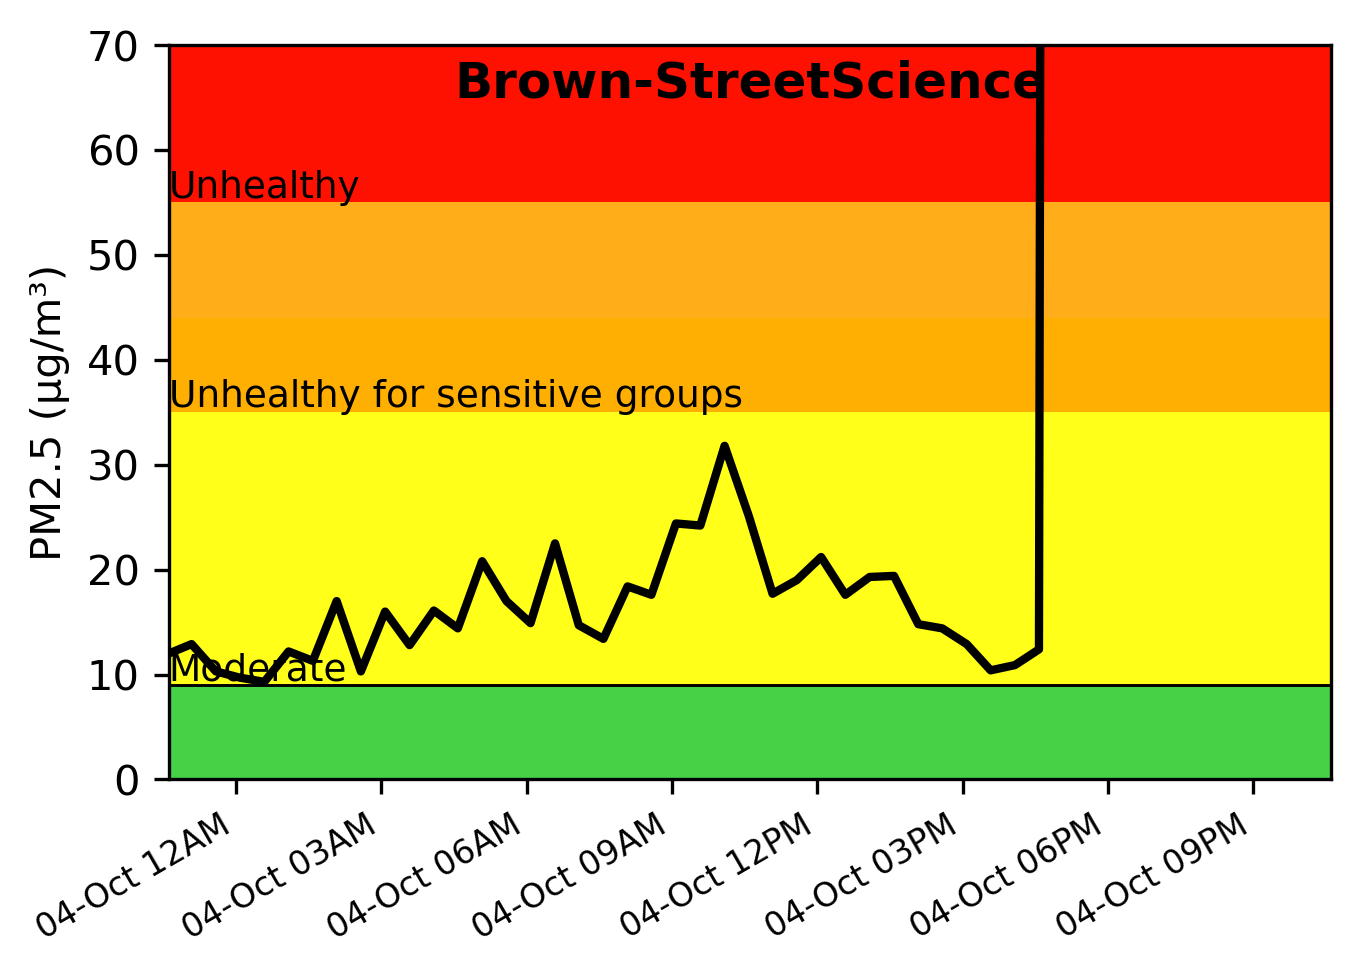 70
Brown-StreetScience
60
Unhealthy
50
40
Unhealthy for sensitive groups
30
20
Moderate
10
0
PM2.5 (µg/m³)
04-Oct 12AM
04-Oct 03AM
04-Oct 06AM
04-Oct 09AM
04-Oct 12PM
04-Oct 03PM
04-Oct 06PM
04-Oct 09PM